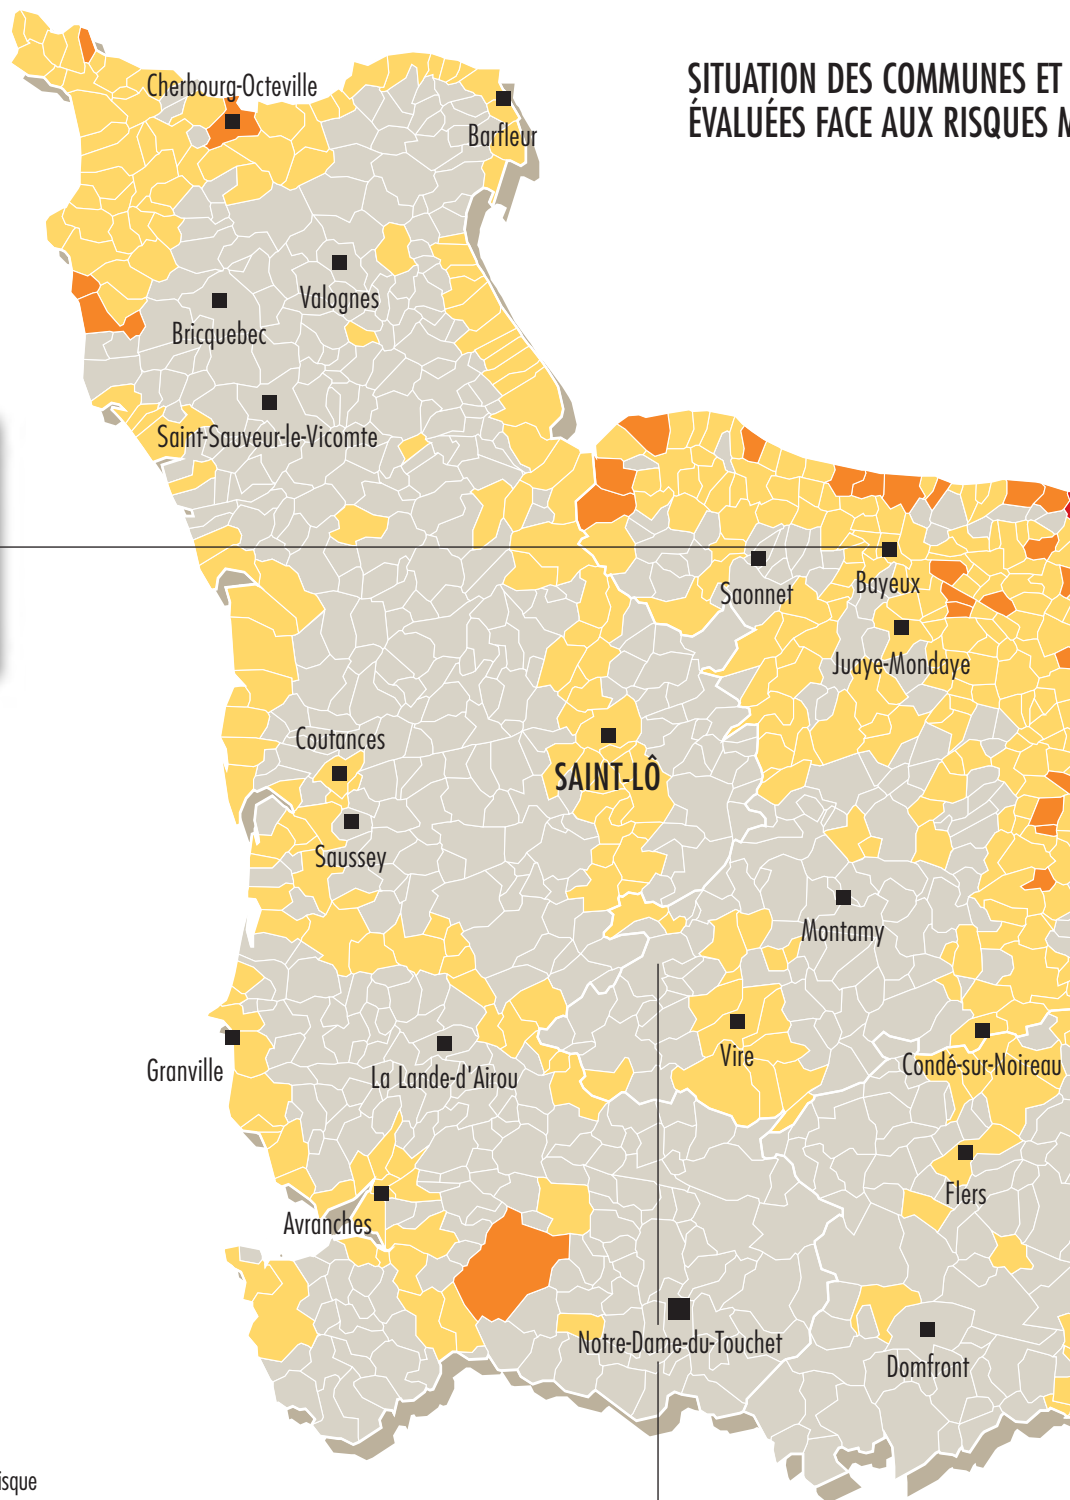 SITUATION DES COMMUNES ET
ÉVALUÉES FACE AUX RISQUES
Cherbourg-Octeville
Barfleur
Valognes
Bricquebec
Saint-Sauveur-le-Vicomte
Saonnet
Bayeux
Juaye-Mondaye
Coutances
SAINT-LÔ
Saussey
Montamy
Granville
La Lande-d'Airou
Vire
Condé-sur-Noireau
Flers
Avranches
Notre-Dame-du-Touchet
Domfront
isque